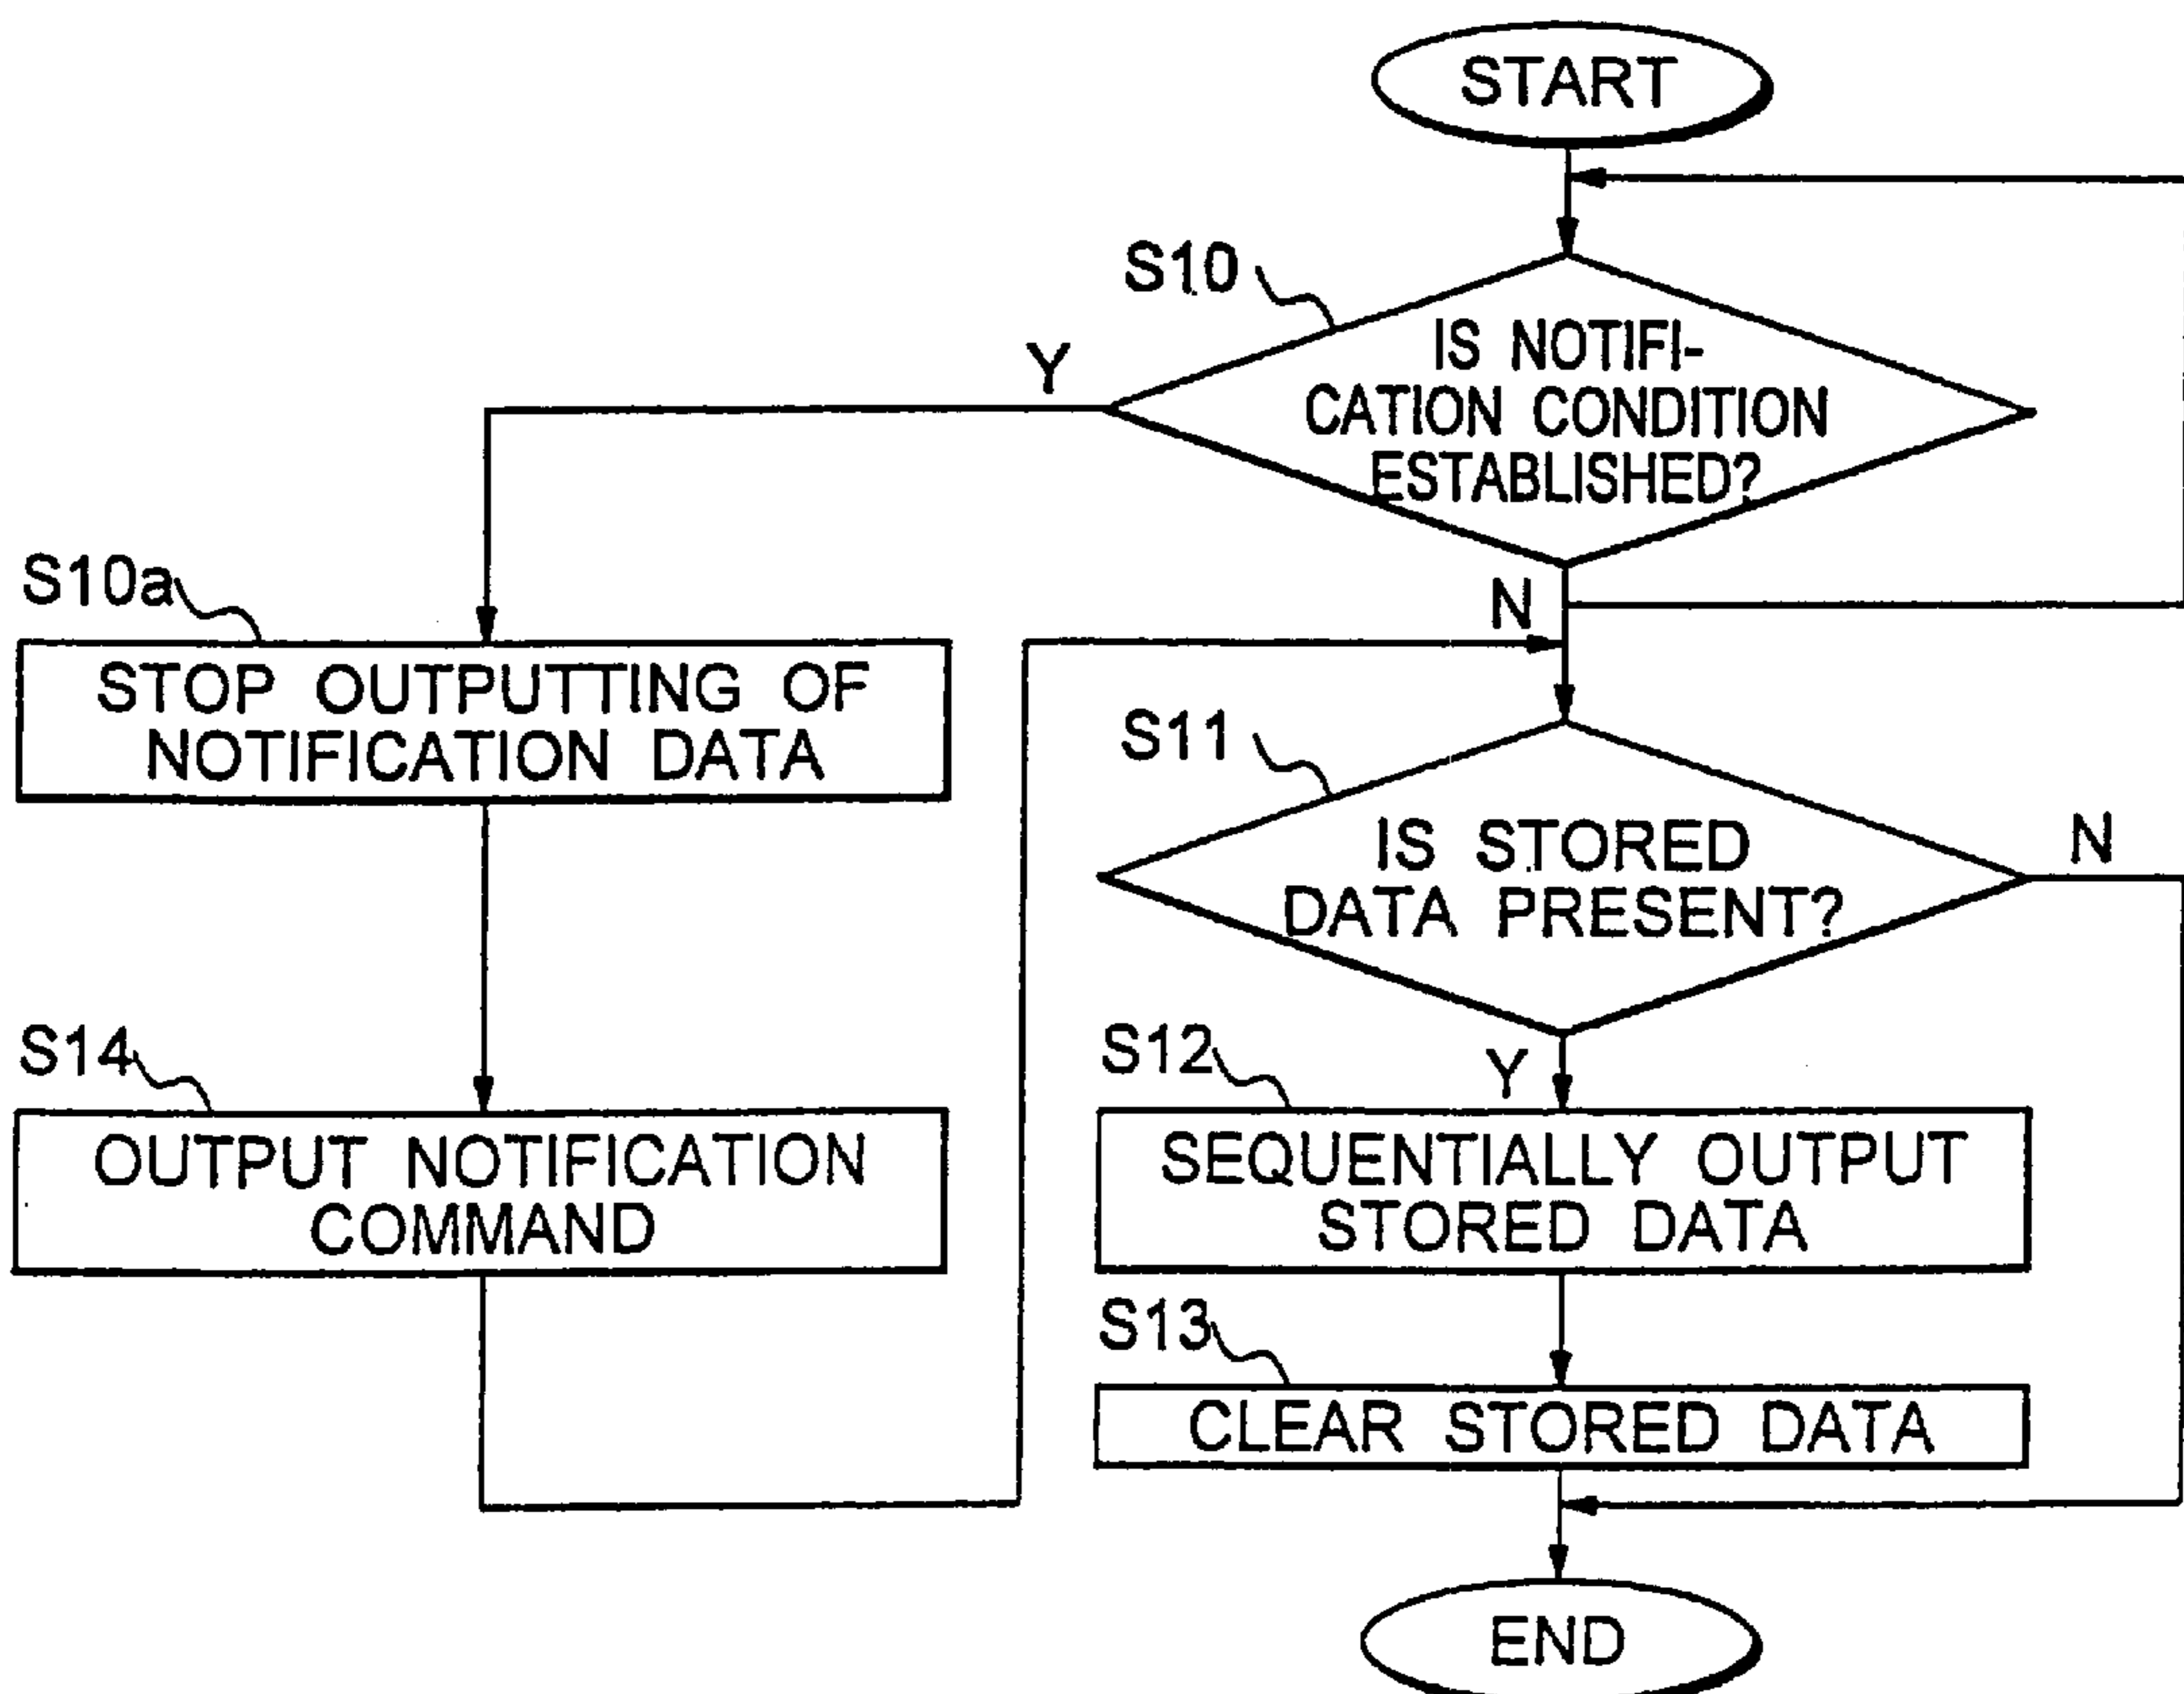 START
S10
IS NOTIFI-
CATION CONDITION
ESTABLISHED?
Y
N
S10a
STOP OUTPUTTING OF
NOTIFICATION DATA
S11
IS STORED
DATA PRESENT?
N
Y
S14
OUTPUT NOTIFICATION
COMMAND
S12
SEQUENTIALLY OUTPUT
STORED DATA
S13
CLEAR STORED DATA
END